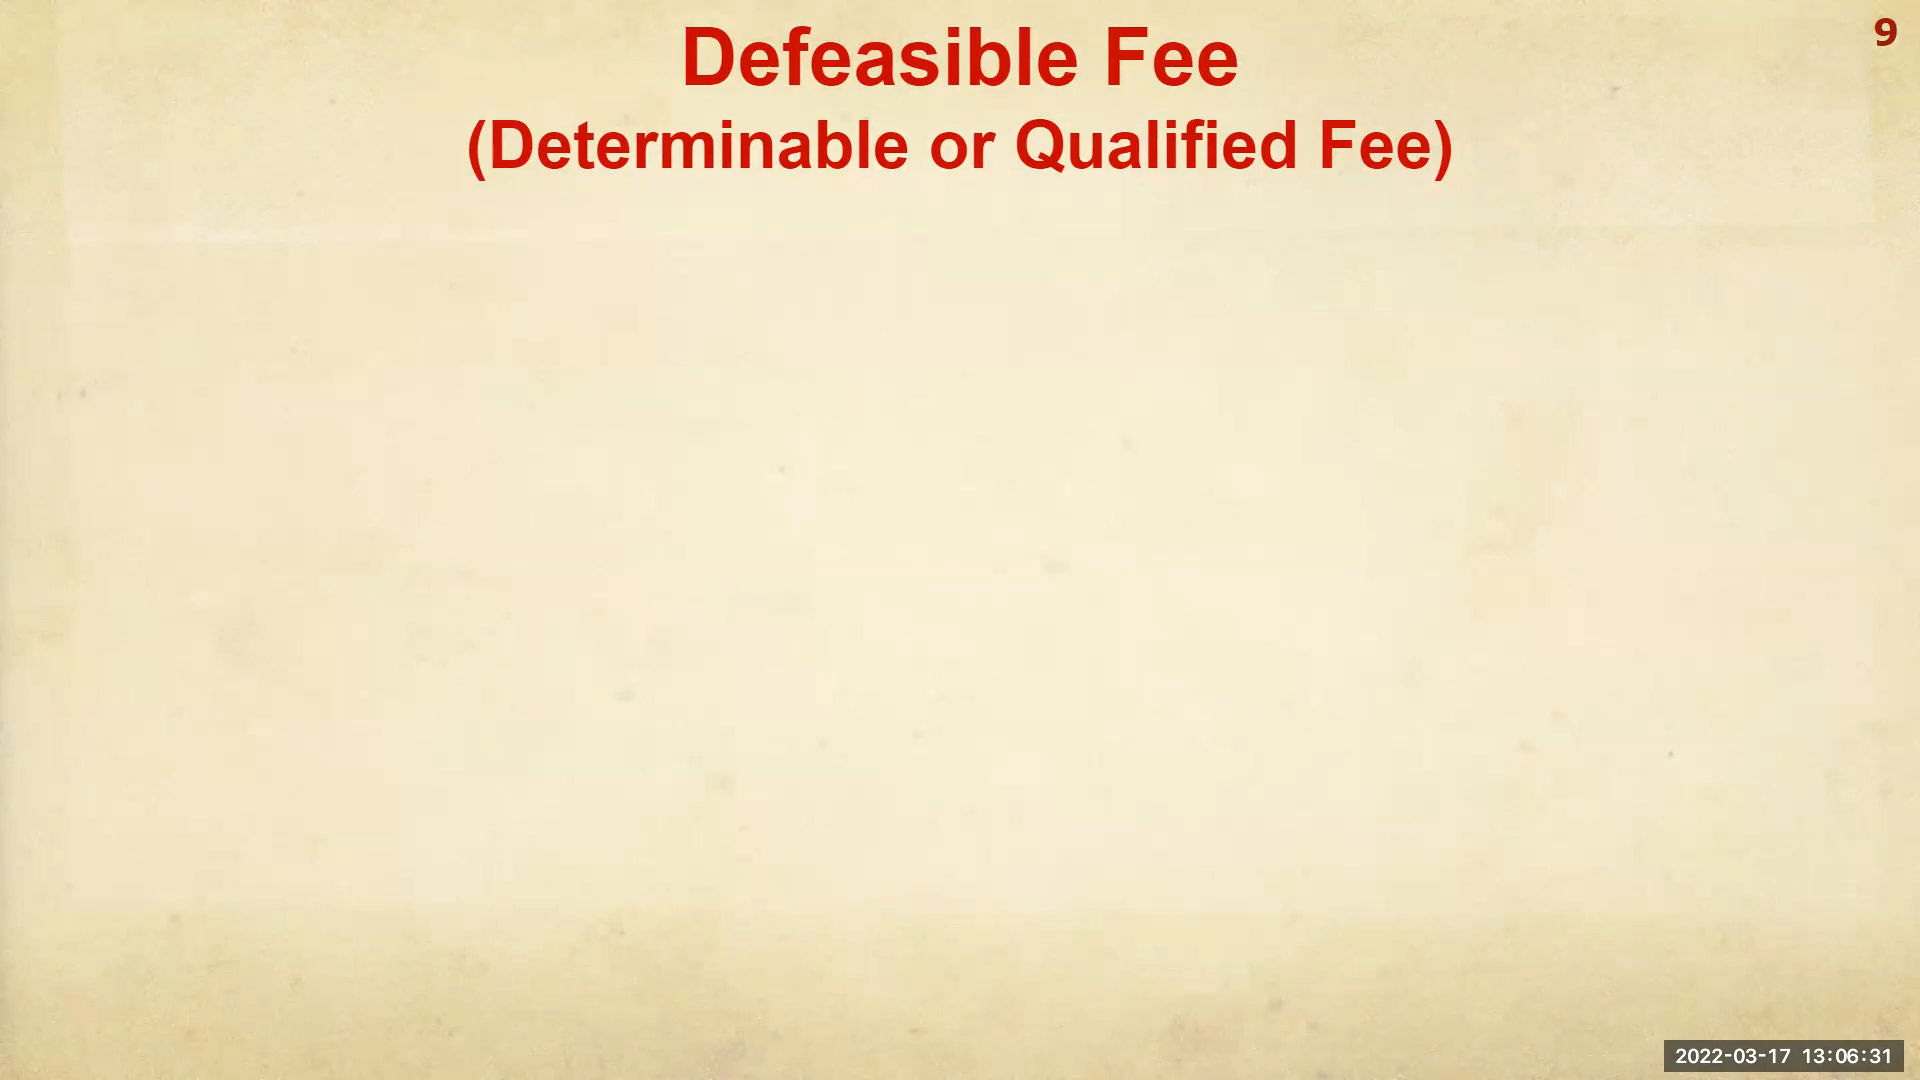 9
Defeasible Fee
(Determinable or Qualified Fee)
2022-03-17 13:06:31